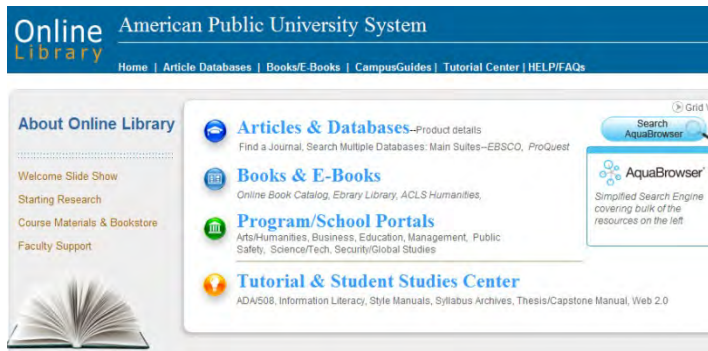 Online
Library
American Public University System
Home | Article Databases | Books/E-Books | CampusGuides | Tutorial Center | HELP/FAQs
About Online Library
Welcome Slide Show
Starting Research
Course Materials & Bookstore
Faculty Support
Articles & Databases--Product details
Find a Journal, Search Multiple Databases: Main Suites--EBSCO, ProQuest
Books & E-Books
Online Book Catalog, Ebrary Library, ACLS Humanities,
Program/School Portals
Arts/Humanities, Business, Education, Management, Public
Safety, Science/Tech, Security/Global Studies
Tutorial & Student Studies Center
ADA/508, Information Literacy, Style Manuals, Syllabus Archives, Thesis/Capstone Manual, Web 2.0
Grid
Search
AquaBrowser
AquaBrowser
Simplified Search Engine
covering bulk of the
resources on the left